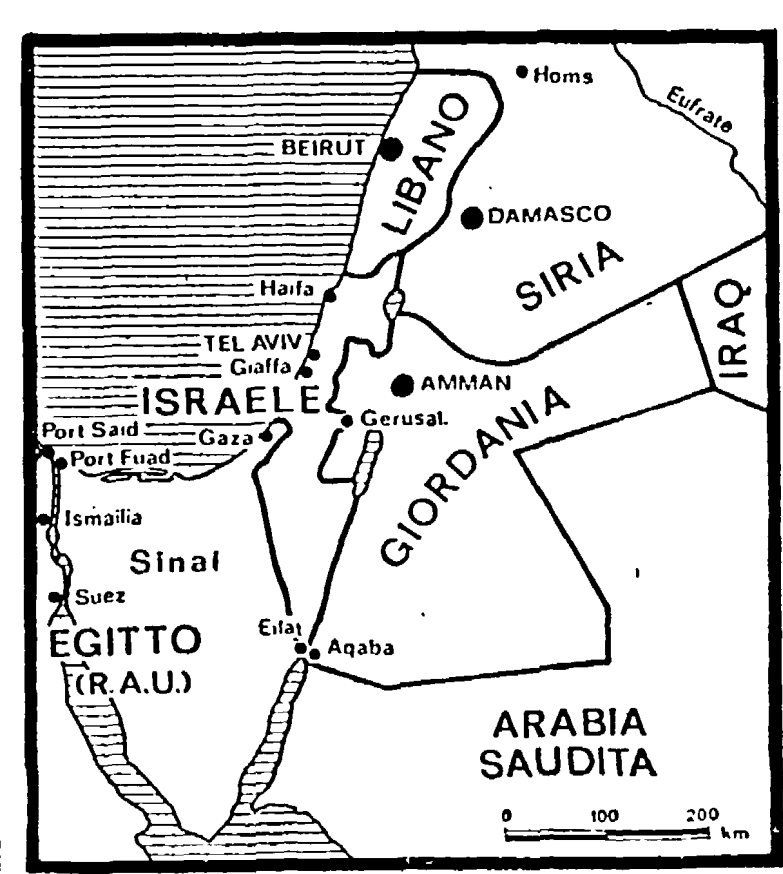 Homs
Eufrate
BEIRUT
LIBANO
DAMASCO
SIRIA
Haifa
IRAQ
TEL AVIV
Giaffa
AMMAN
ISRAELE
Gerusal.
Port Said
Gaza
Port Fuad
GIORDANIA
Ismailia
Sinai
Suez
Eilat
EGITTO
(R.A.U.)
Aqaba
ARABIA
SAUDITA
0 100 200
km